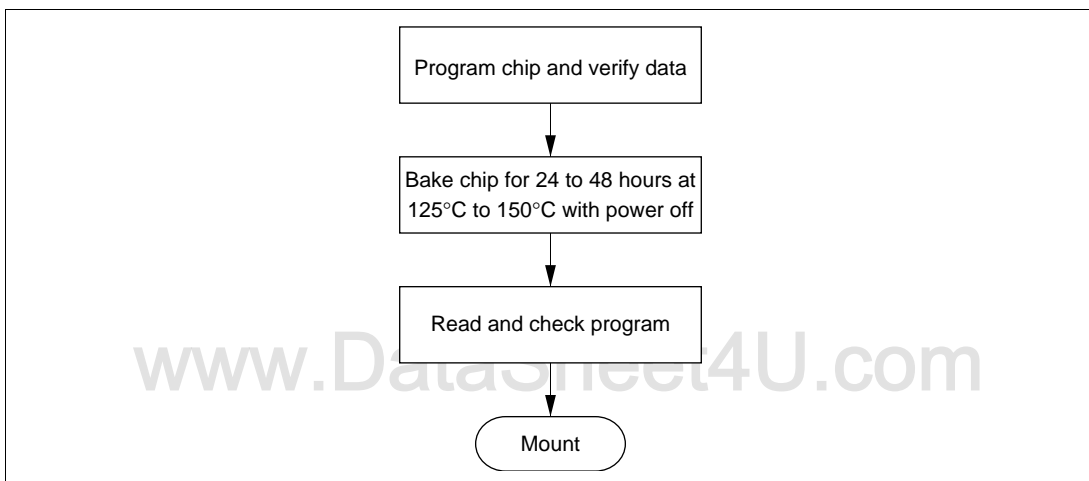 Program chip and verify data
Bake chip for 24 to 48 hours at
125°C to 150°C with power off
Read and check program
www.DataSheet4U.com
Mount